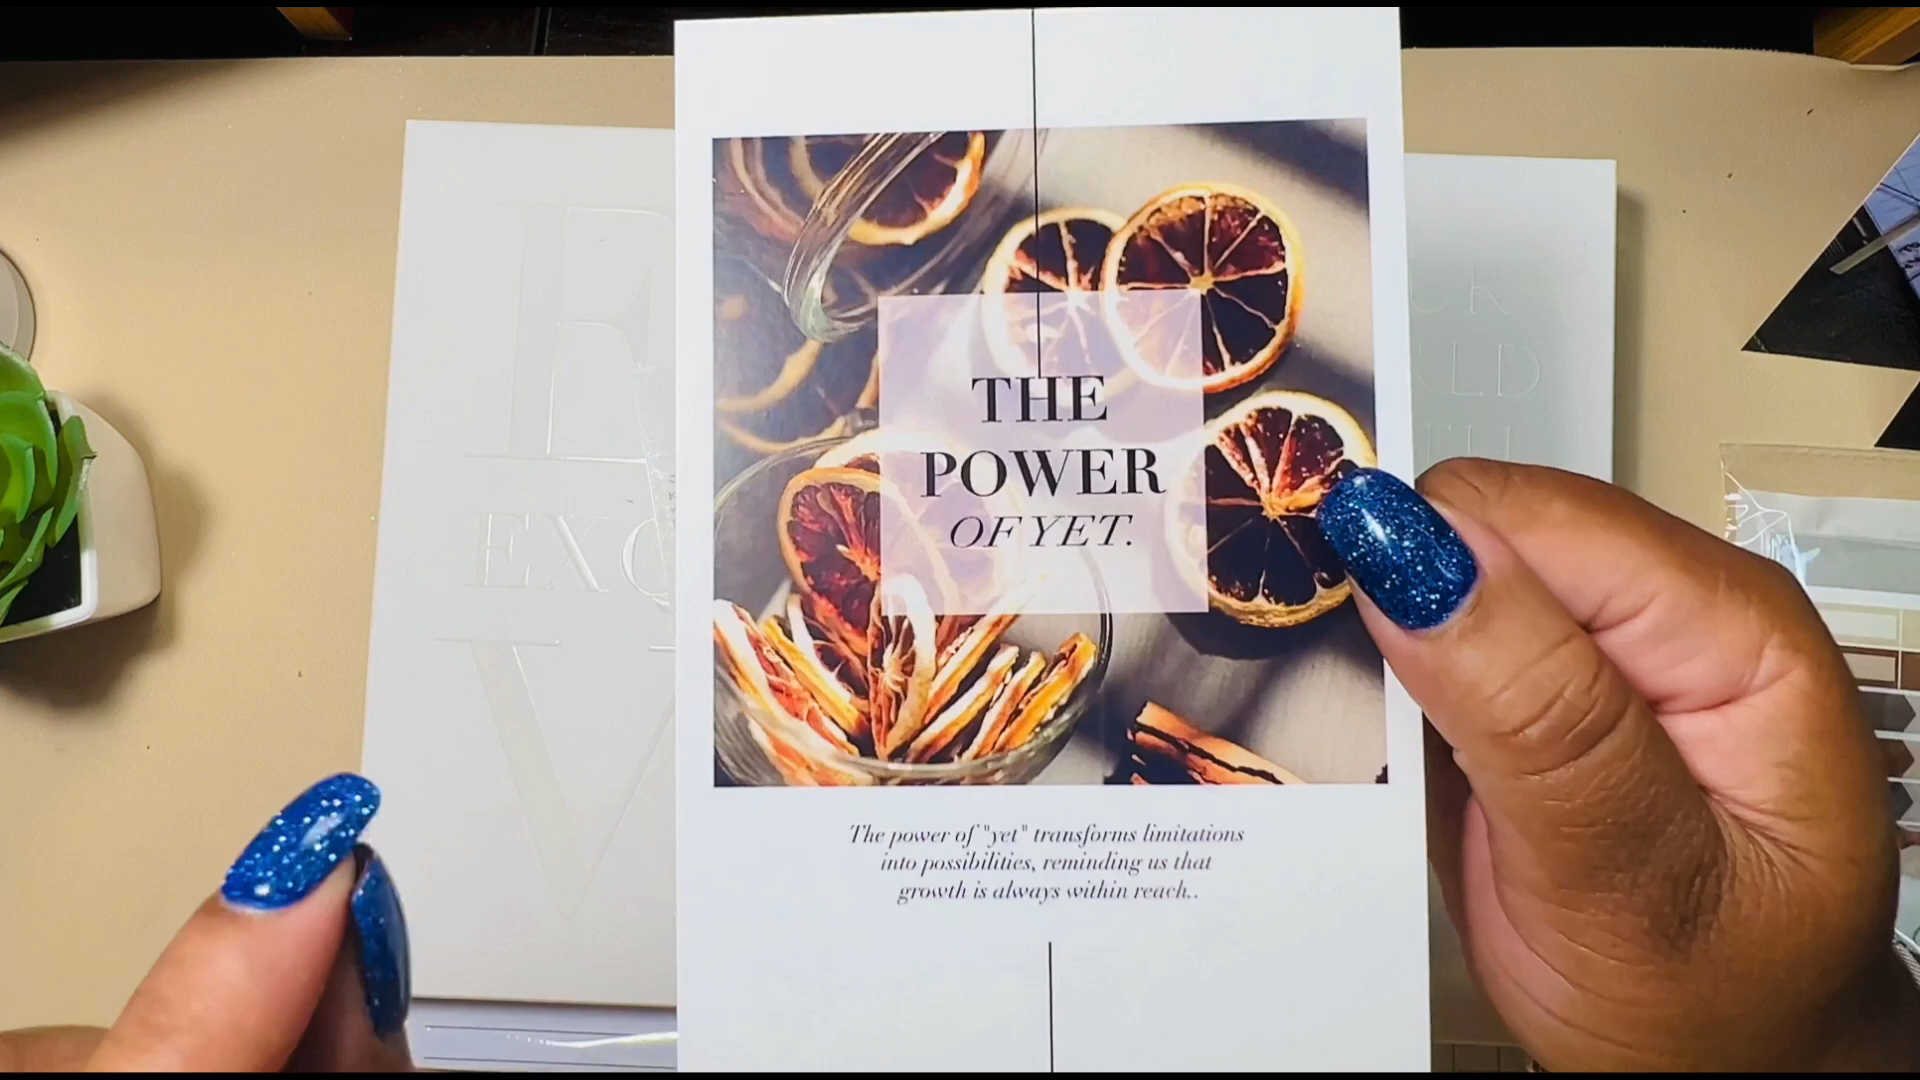 THE
POWER
OF YET.
The power of "yet" transforms limitations
into possibilities, reminding us that
growth is always within reach..